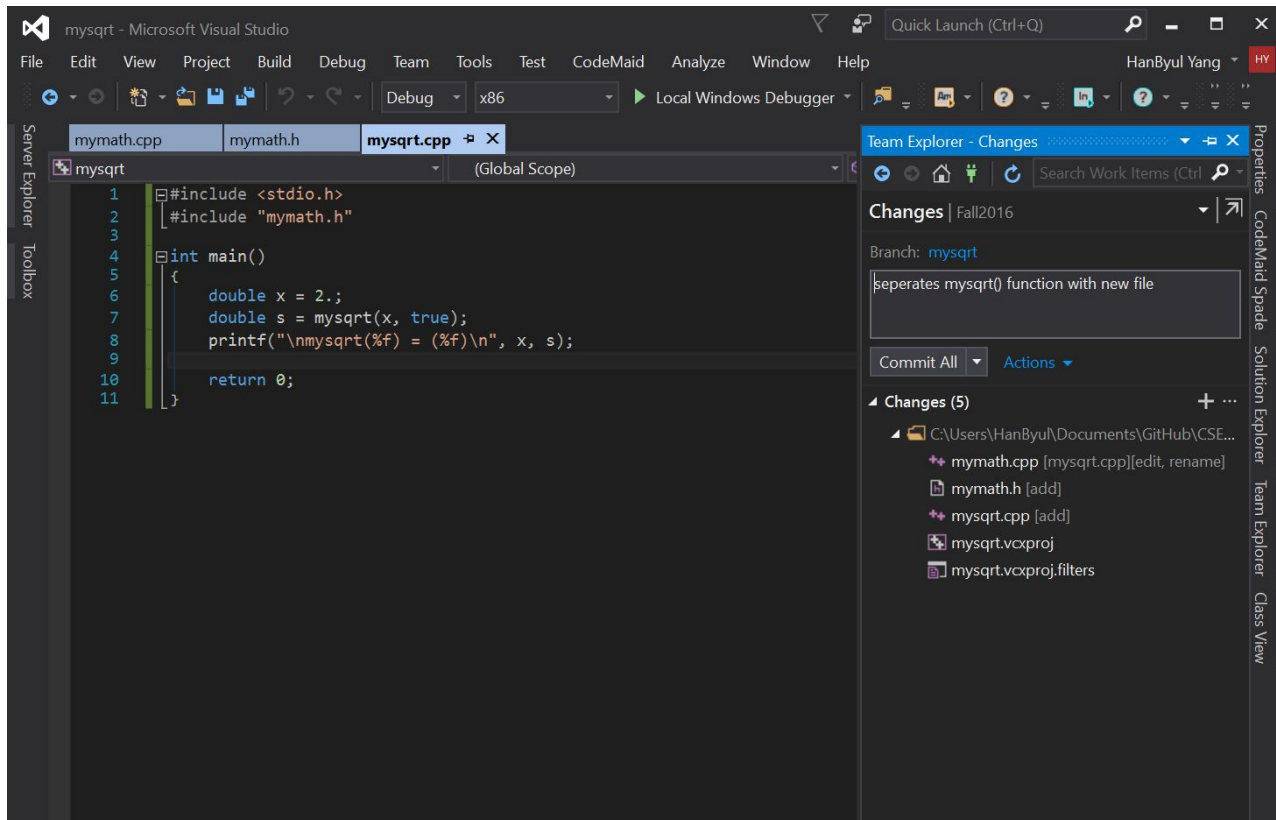 mysqrt - Microsoft Visual Studio
Quick Launch (Ctrl+Q)
File Edit View Project Build Debug Team Tools Test CodeMaid Analyze Window Help
HanByul Yang HY
Debug x86 Local Windows Debugger
Server Explorer
Toolbox
mymath.cpp mymath.h mysqrt.cpp
mysqrt (Global Scope)
1 #include <stdio.h>
2 #include "mymath.h"
3
4 int main()
5 {
6 double x = 2.;
7 double s = mysqrt(x, true);
8 printf("\nmysqrt(%f) = (%f)\n", x, s);
9
10 return 0;
11 }
Team Explorer - Changes
Search Work Items (Ctrl
Changes | Fall2016
Branch: mysqrt
seperates mysqrt() function with new file
Commit All Actions
Changes (5)
C:\Users\HanByul\Documents\GitHub\CSE...
mymath.cpp [mysqrt.cpp][edit, rename]
mymath.h [add]
mysqrt.cpp [add]
mysqrt.vcxproj
mysqrt.vcxproj.filters
Properties
CodeMaid Spade
Solution Explorer
Team Explorer
Class View